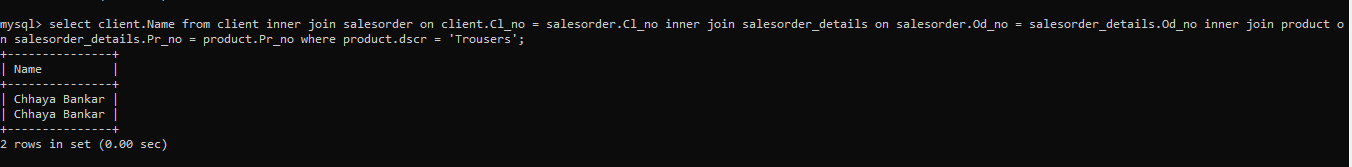 mysql> select client.Name from client inner join salesorder on client.Cl_no = salesorder.Cl_no inner join salesorder_details on salesorder.Od_no = salesorder_details.Od_no inner join product o
n salesorder_details.Pr_no = product.Pr_no where product.dscr = 'Trousers';
+---------------+
| Name          |
+---------------+
| Chhaya Bankar |
| Chhaya Bankar |
+---------------+
2 rows in set (0.00 sec)